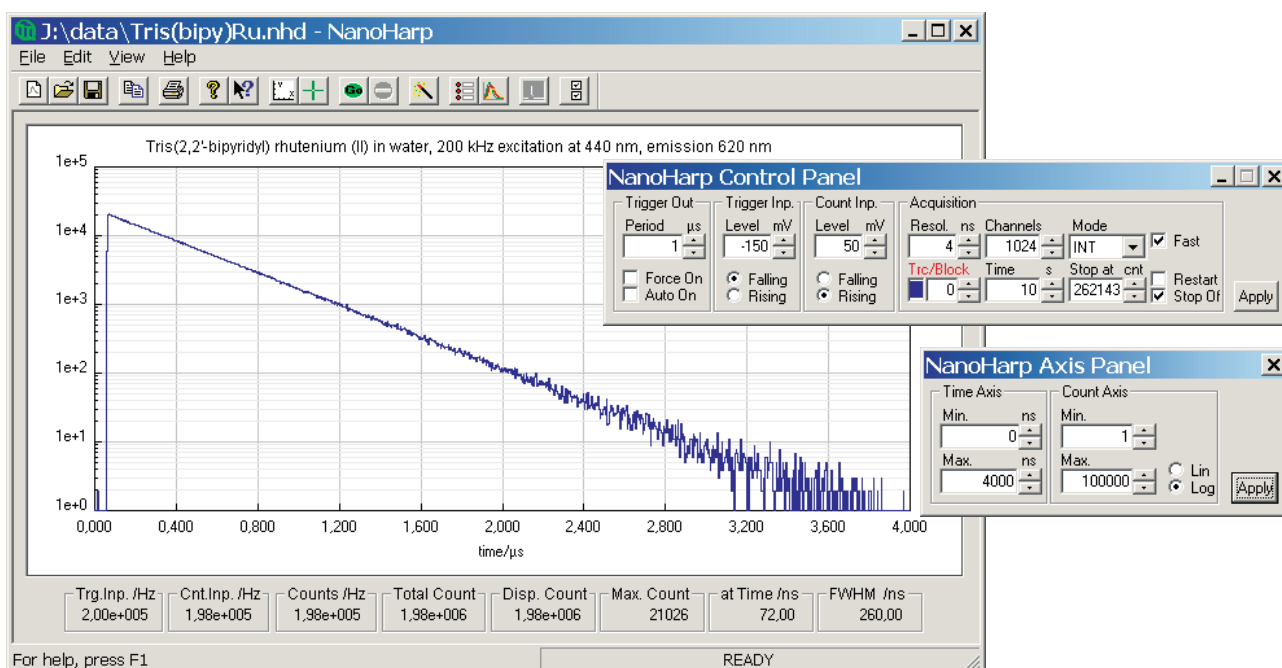 J:\data\Tris(bipy)Ru.nhd - NanoHarp
File Edit View Help
Go
Tris(2,2'-bipyridyl) rhutenium (II) in water, 200 kHz excitation at 440 nm, emission 620 nm
1e+5
1e+4
1e+3
1e+2
1e+1
1e+0
0,000 0,400 0,800 1,200 1,600 2,000 2,400 2,800 3,200 3,600 4,000
time/µs
Trg.Inp. /Hz Cnt.Inp. /Hz Counts /Hz Total Count Disp. Count Max. Count at Time /ns FWHM /ns
2,00e+005 1,98e+005 1,98e+005 1,98e+006 1,98e+006 21026 72,00 260,00
For help, press F1 READY
NanoHarp Control Panel
Trigger Out Trigger Inp. Count Inp. Acquisition
Period µs Level mV Level mV Resol. ns Channels Mode
1 -150 50 4 1024 INT Fast
Trc/Block Time s Stop at cnt
Force On Falling Falling 0 10 262143 Restart
Auto On Rising Rising Stop Of Apply
NanoHarp Axis Panel
Time Axis Count Axis
Min. ns Min.
0 1
Max. ns Max. Lin
4000 100000 Log Apply